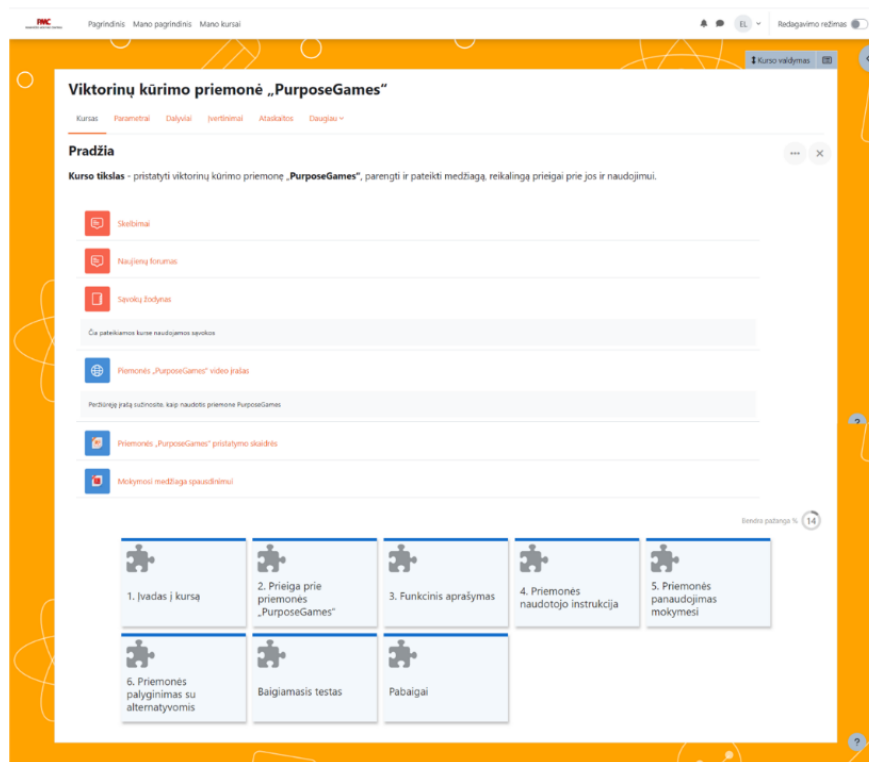 PMC
Pagrindinis Mano pagrindinis Mano kursai
EL
Redagavimo režimas
Kurso valdymas
Viktorinų kūrimo priemonė „PurposeGames“
Kursas Parametrai Dalyviai Įvertinimai Ataskaitos Daugiau
Pradžia
Kurso tikslas - pristatyti viktorinų kūrimo priemonę „PurposeGames“, parengti ir pateikti medžiagą, reikalingą prieigai prie jos ir naudojimui.
Skelbimai
Naujienų forumas
Sąvokų žodynas
Čia pateikiamos kurse naudojamos sąvokos
Piemonės „PurposeGames“ video įrašas
Peržiūrėję įrašą sužinosite, kaip naudotis priemone PurposeGames
Priemonės „PurposeGames“ pristatymo skaidrės
Mokymosi medžiaga spausdinimui
Bendra pažanga % 14
1. Įvadas į kursą
2. Prieiga prie
priemonės
„PurposeGames“
3. Funkcinis aprašymas
4. Priemonės
naudotojo instrukcija
5. Priemonės
panaudojimas
mokymesi
6. Priemonės
palyginimas su
alternatyvomis
Baigiamasis testas
Pabaigai
?
?